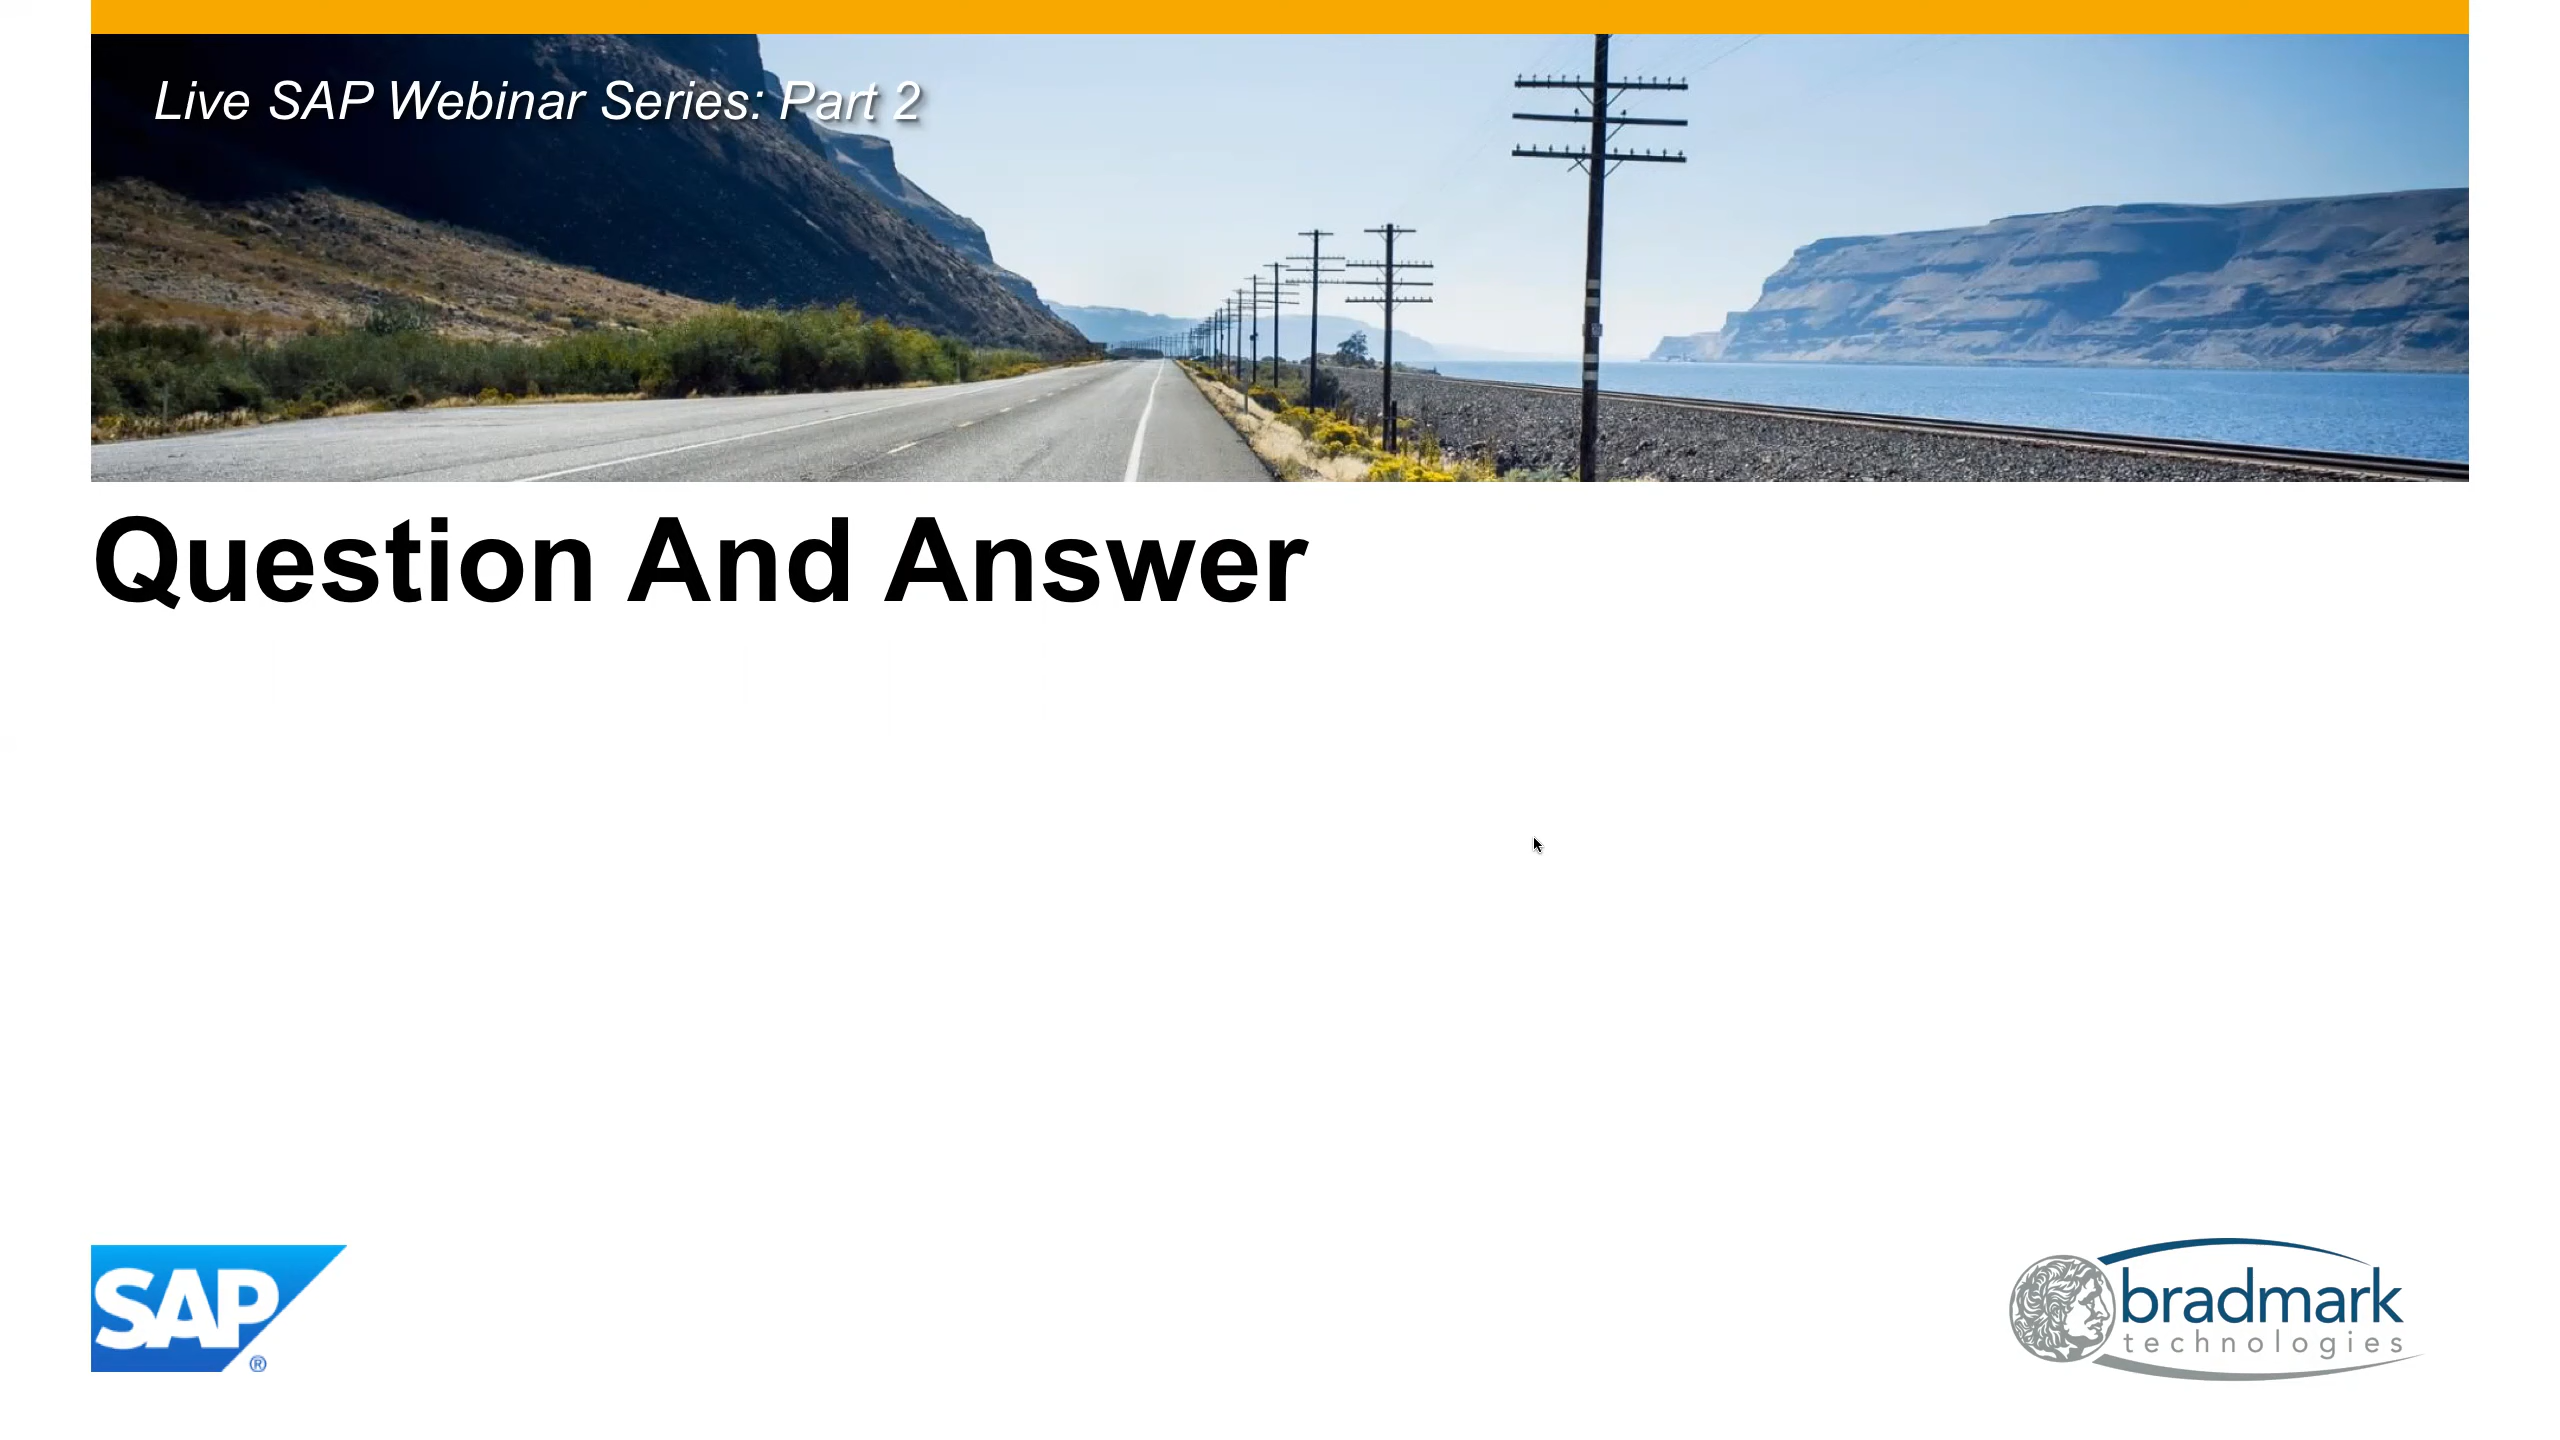 Live SAP Webinar Series: Part 2
Question And Answer
SAP®
bradmark
technologies